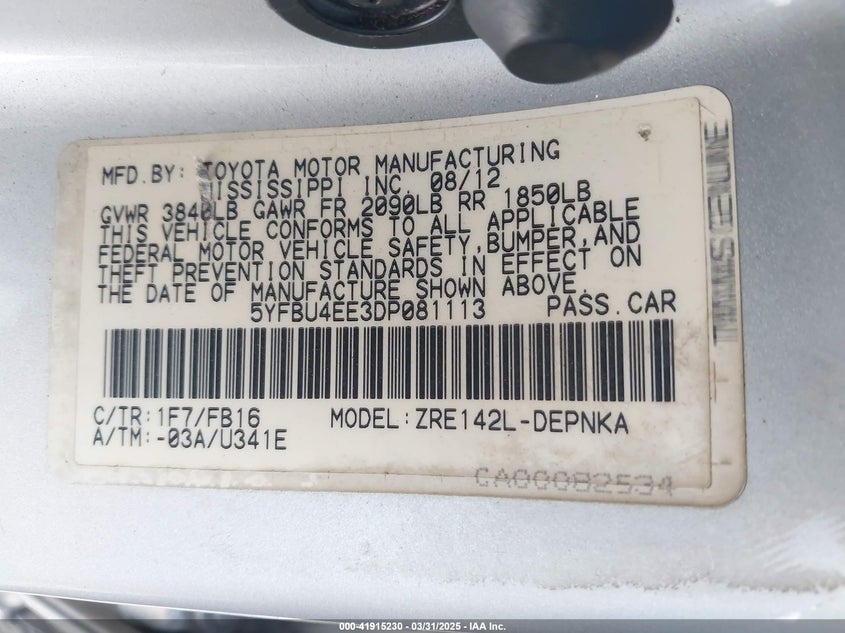 MFD.BY: TOYOTA MOTOR MANUFACTURING
MISSISSIPPI INC. 08/12
GVWR 3840LB GAWR FR 2090LB RR 1850LB
THIS VEHICLE CONFORMS TO ALL APPLICABLE
FEDERAL MOTOR VEHICLE SAFETY,BUMPER,AND
THEFT PREVENTION STANDARDS IN EFFECT ON
THE DATE OF MANUFACTURE SHOWN ABOVE.
5YFBU4EE3DP081113 PASS.CAR
C/TR:1F7/FB16 MODEL:ZRE142L-DEPNKA
A/TM:-03A/U341E
CA00082534
000-41915230 - 03/31/2025 - IAA Inc.